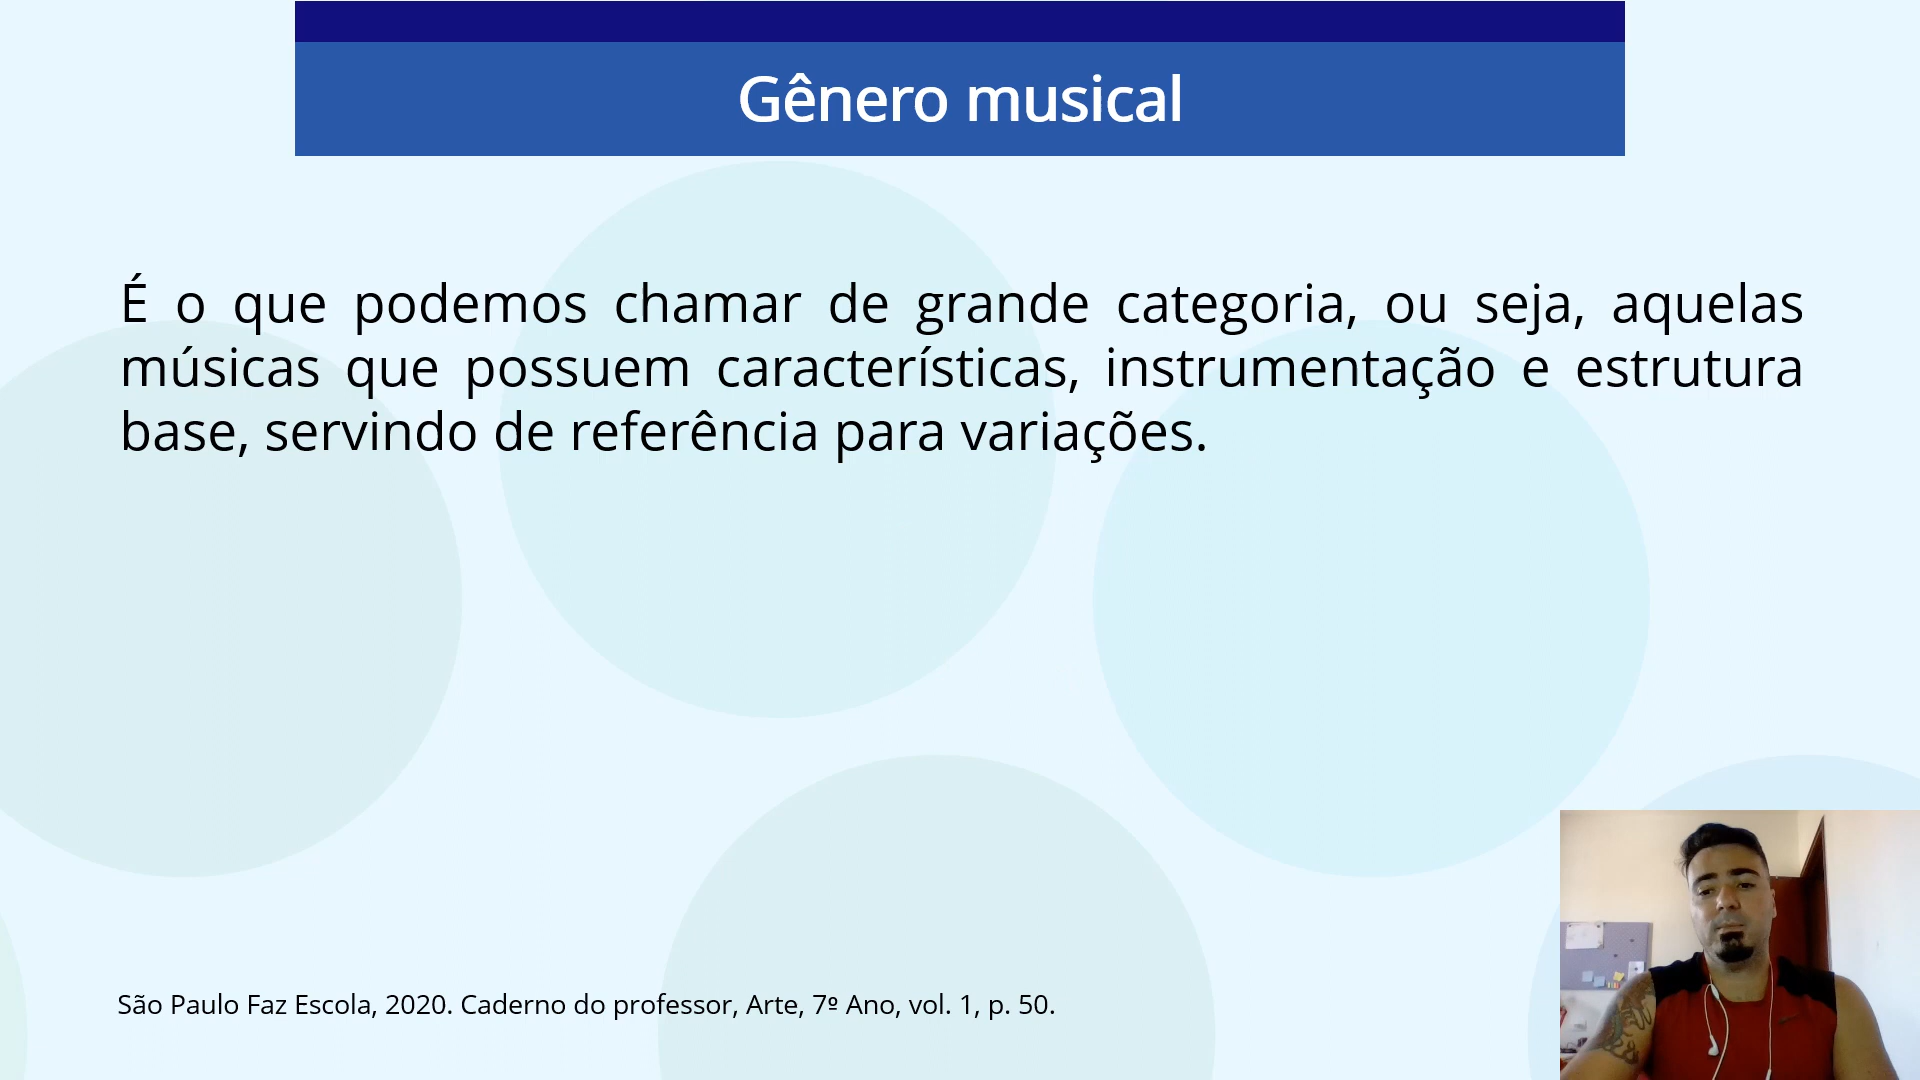 Gênero musical
É o que podemos chamar de grande categoria, ou seja, aquelas
músicas que possuem características, instrumentação e estrutura
base, servindo de referência para variações.
São Paulo Faz Escola, 2020. Caderno do professor, Arte, 7º Ano, vol. 1, p. 50.